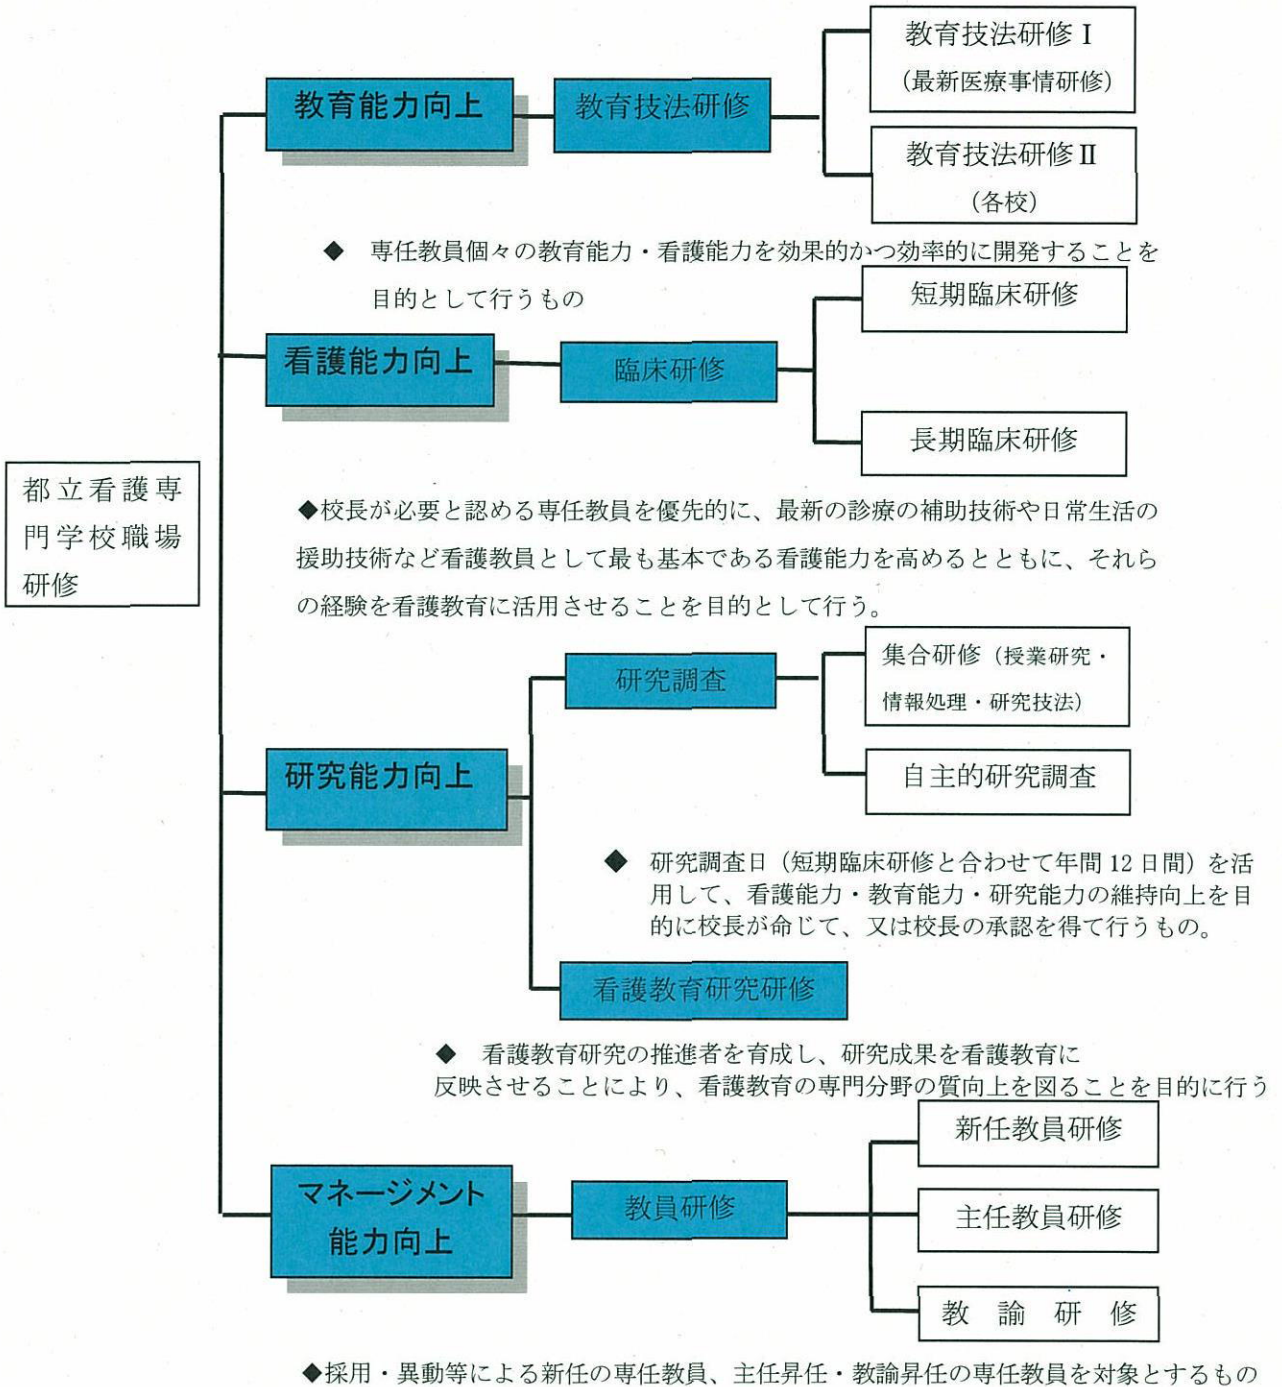 教育技法研修Ⅰ
（最新医療事情研修）
教育能力向上
教育技法研修
教育技法研修Ⅱ
（各校）
◆ 専任教員個々の教育能力・看護能力を効果的かつ効率的に開発することを
目的として行うもの
短期臨床研修
看護能力向上
臨床研修
長期臨床研修
都立看護専
門学校職場
研修
◆校長が必要と認める専任教員を優先的に、最新の診療の補助技術や日常生活の
援助技術など看護教員として最も基本である看護能力を高めるとともに、それら
の経験を看護教育に活用させることを目的として行う。
研究調査
集合研修（授業研究・
情報処理・研究技法）
研究能力向上
自主的研究調査
◆ 研究調査日（短期臨床研修と合わせて年間12日間）を活
用して、看護能力・教育能力・研究能力の維持向上を目
的に校長が命じて、又は校長の承認を得て行うもの。
看護教育研究研修
◆ 看護教育研究の推進者を育成し、研究成果を看護教育に
反映させることにより、看護教育の専門分野の質向上を図ることを目的に行う
新任教員研修
マネージメント
能力向上
教員研修
主任教員研修
教諭研修
◆採用・異動等による新任の専任教員、主任昇任・教諭昇任の専任教員を対象とするもの